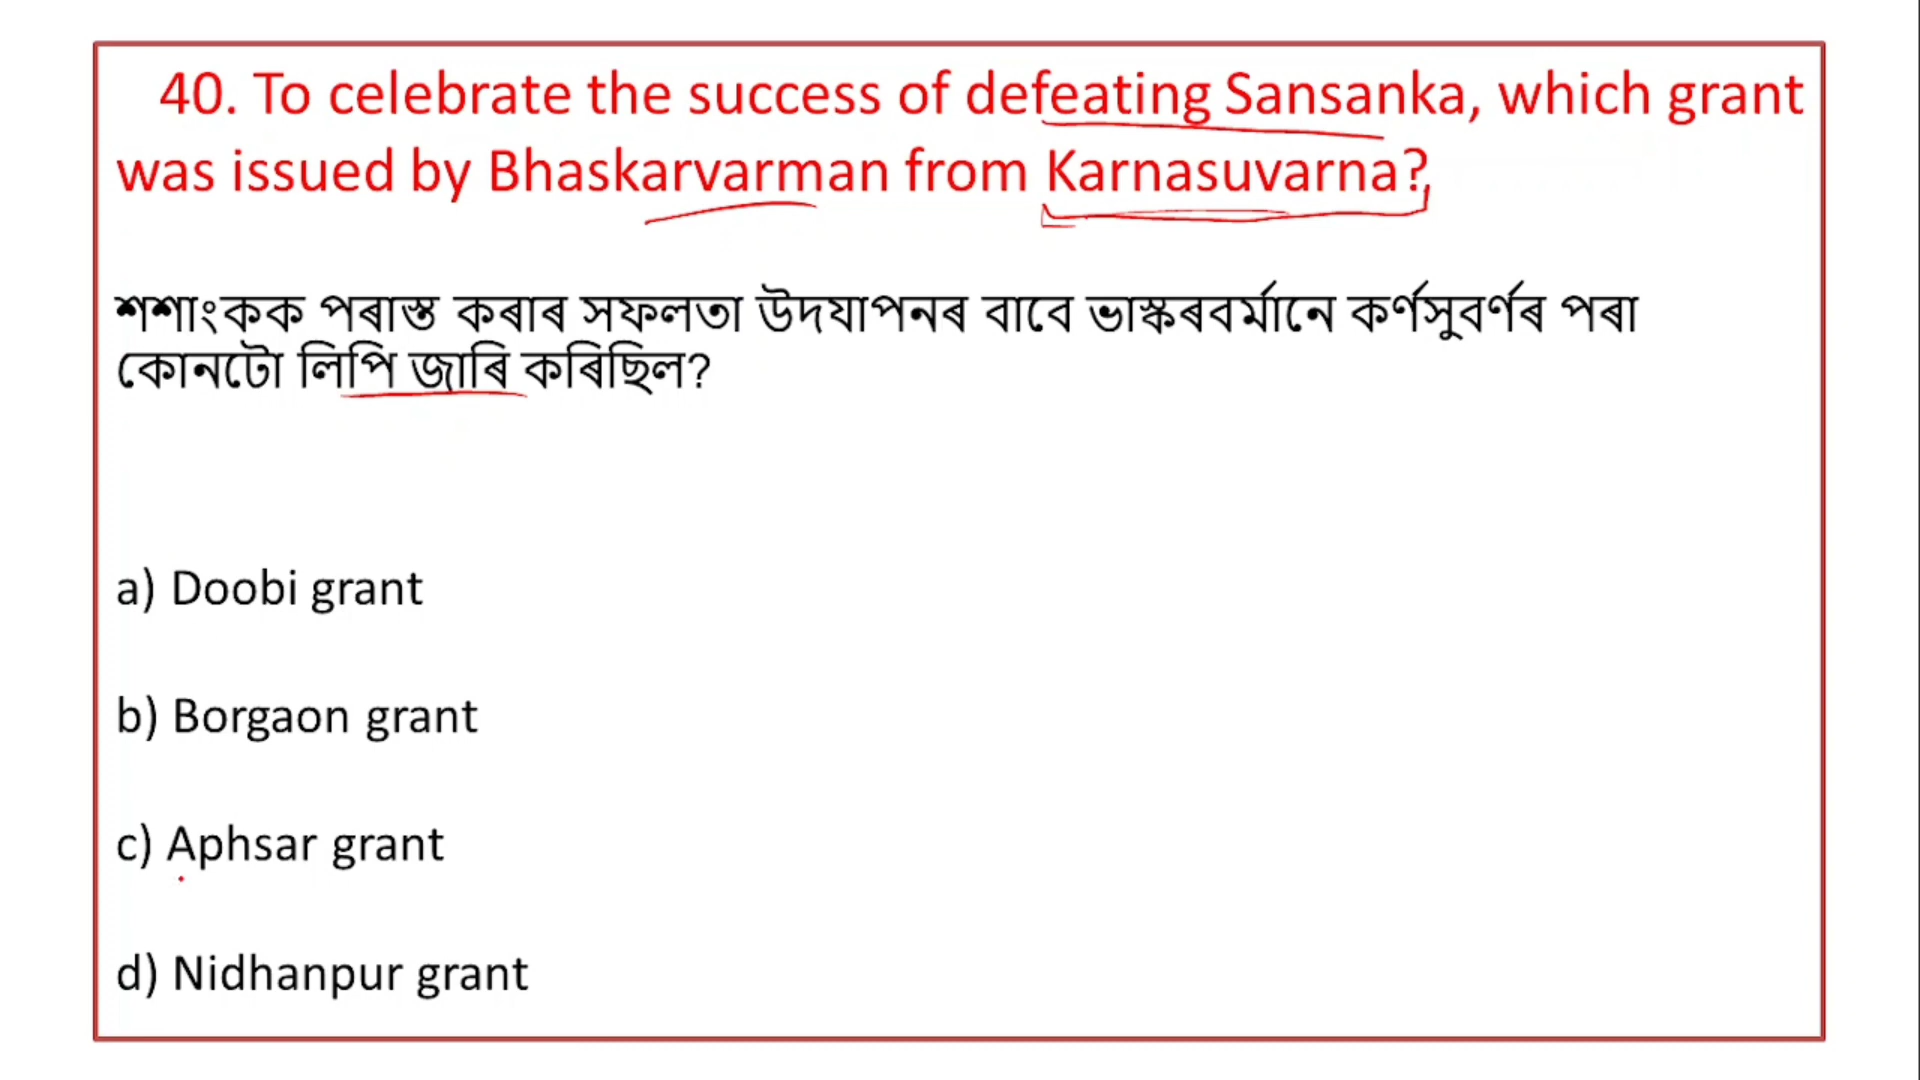 40. To celebrate the success of defeating Sansanka, which grant
was issued by Bhaskarvarman from Karnasuvarna?
শশাংকক পৰাস্ত কৰাৰ সফলতা উদযাপনৰ বাবে ভাস্কৰবৰ্মানে কৰ্ণসুবৰ্ণৰ পৰা
কোনটো লিপি জাৰি কৰিছিল?
a) Doobi grant
b) Borgaon grant
c) Aphsar grant
d) Nidhanpur grant